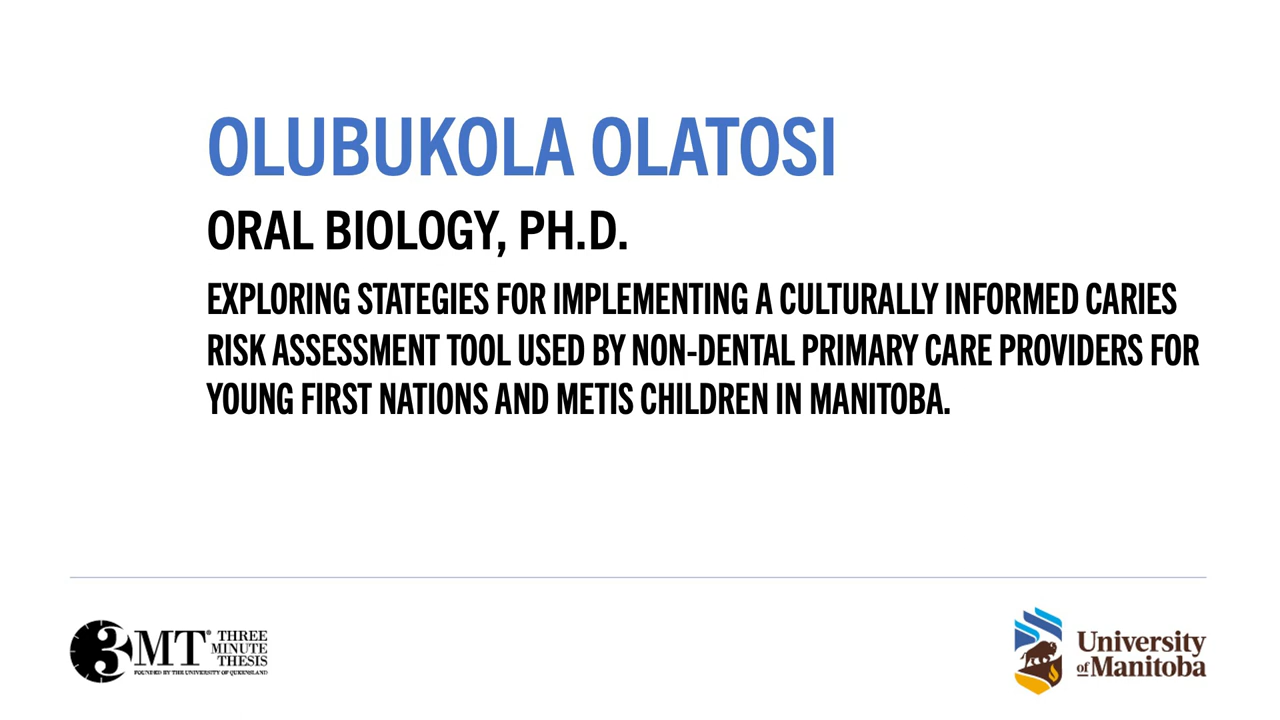 OLUBUKOLA OLATOSI
ORAL BIOLOGY, PH.D.
EXPLORING STATEGIES FOR IMPLEMENTING A CULTURALLY INFORMED CARIES
RISK ASSESSMENT TOOL USED BY NON-DENTAL PRIMARY CARE PROVIDERS FOR
YOUNG FIRST NATIONS AND METIS CHILDREN IN MANITOBA.
3MT® THREE
MINUTE
THESIS
FOUNDED BY THE UNIVERSITY OF QUEENSLAND
University
of Manitoba